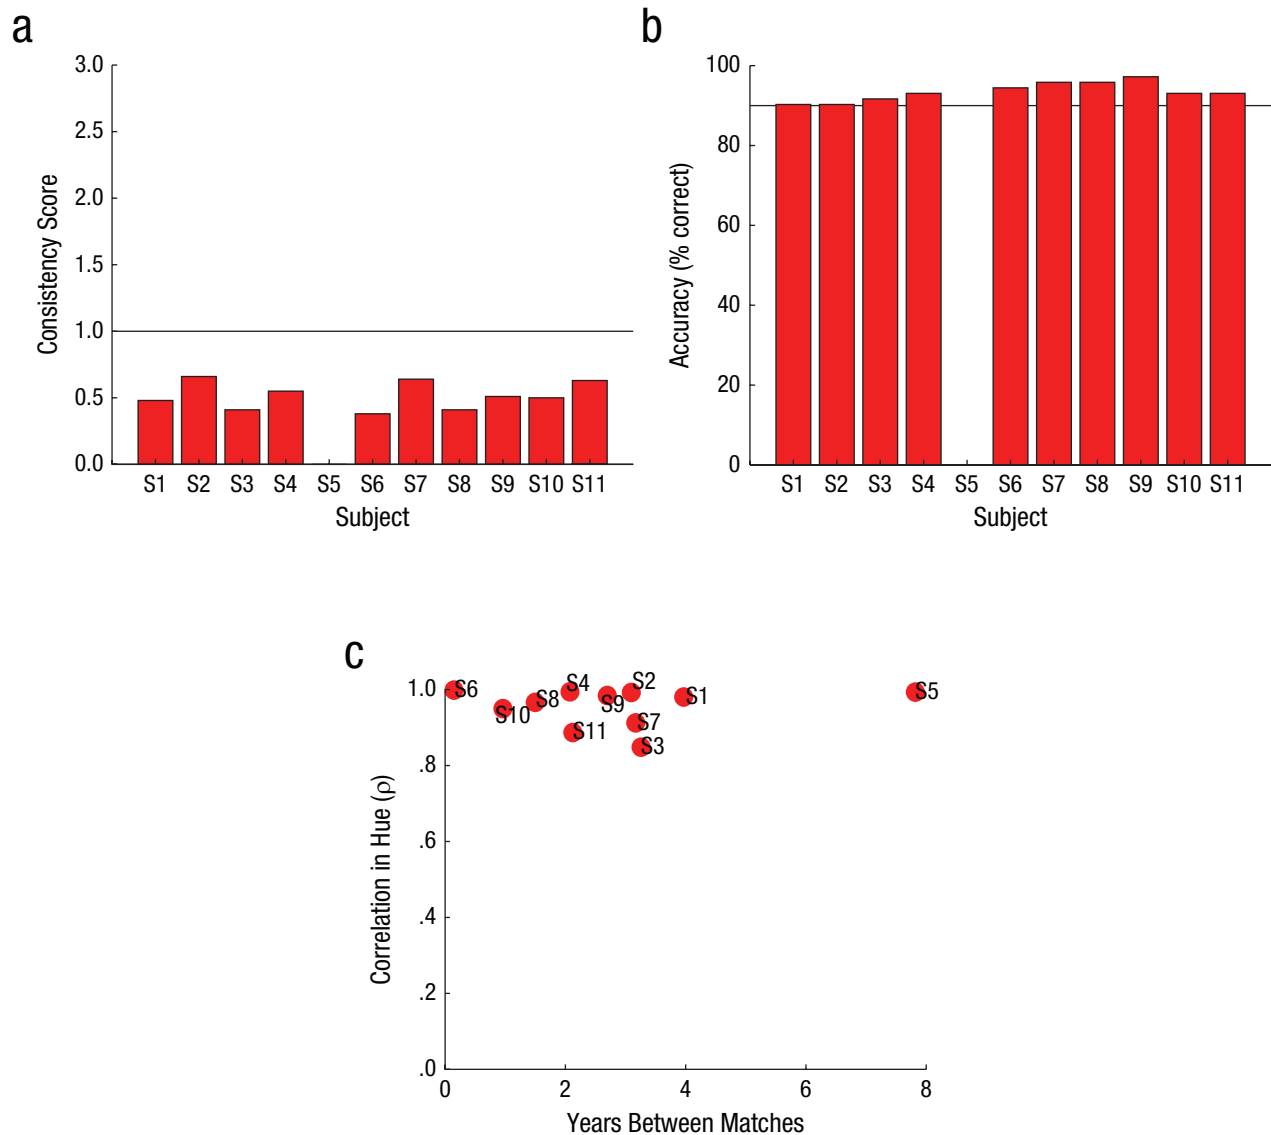 a
3.0
2.5
2.0
1.5
1.0
0.5
0.0
Consistency Score
S1 S2 S3 S4 S5 S6 S7 S8 S9 S10 S11
Subject
b
100
80
60
40
20
0
Accuracy (% correct)
S1 S2 S3 S4 S5 S6 S7 S8 S9 S10 S11
Subject
c
1.0
.8
.6
.4
.2
.0
Correlation in Hue (ρ)
S6
S10
S8
S4
S11
S9
S2
S7
S3
S1
S5
0 2 4 6 8
Years Between Matches